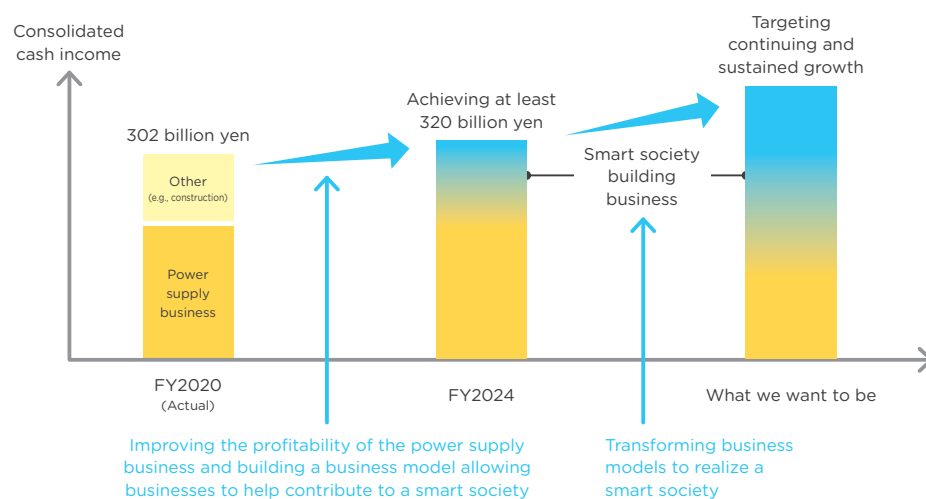 Consolidated
cash income
302 billion yen
Other
(e.g., construction)
Power
supply
business
FY2020
(Actual)
Achieving at least
320 billion yen
FY2024
Smart society
building
business
Targeting
continuing and
sustained growth
What we want to be
Improving the profitability of the power supply
business and building a business model allowing
businesses to help contribute to a smart society
Transforming business
models to realize a
smart society